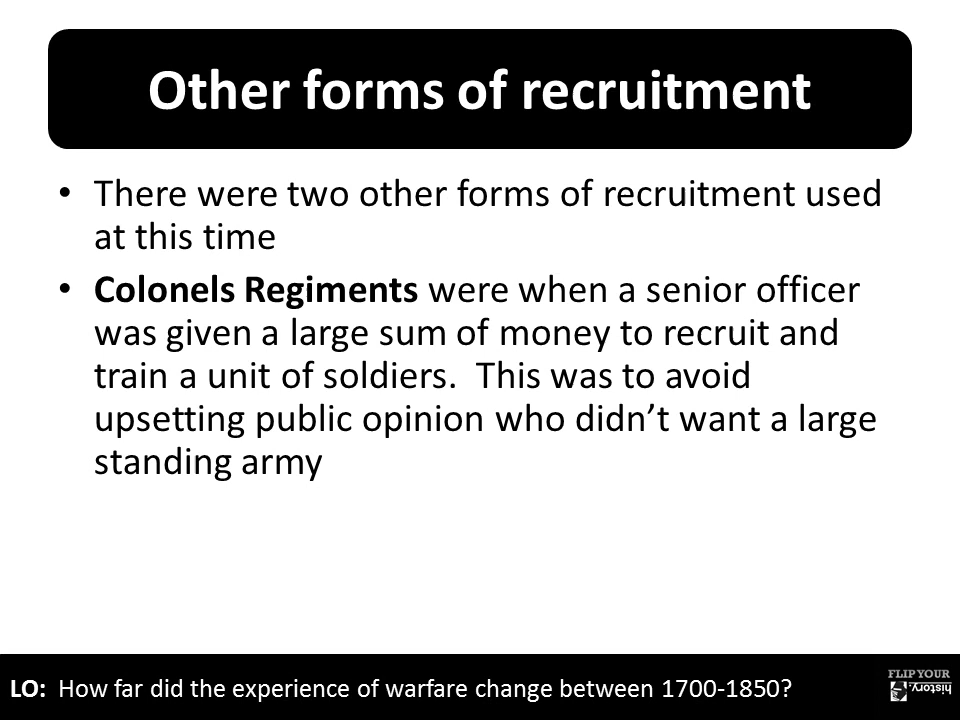 Other forms of recruitment
• There were two other forms of recruitment used
at this time
• Colonels Regiments were when a senior officer
was given a large sum of money to recruit and
train a unit of soldiers.  This was to avoid
upsetting public opinion who didn’t want a large
standing army
LO:  How far did the experience of warfare change between 1700-1850?
FLIP YOUR
history.